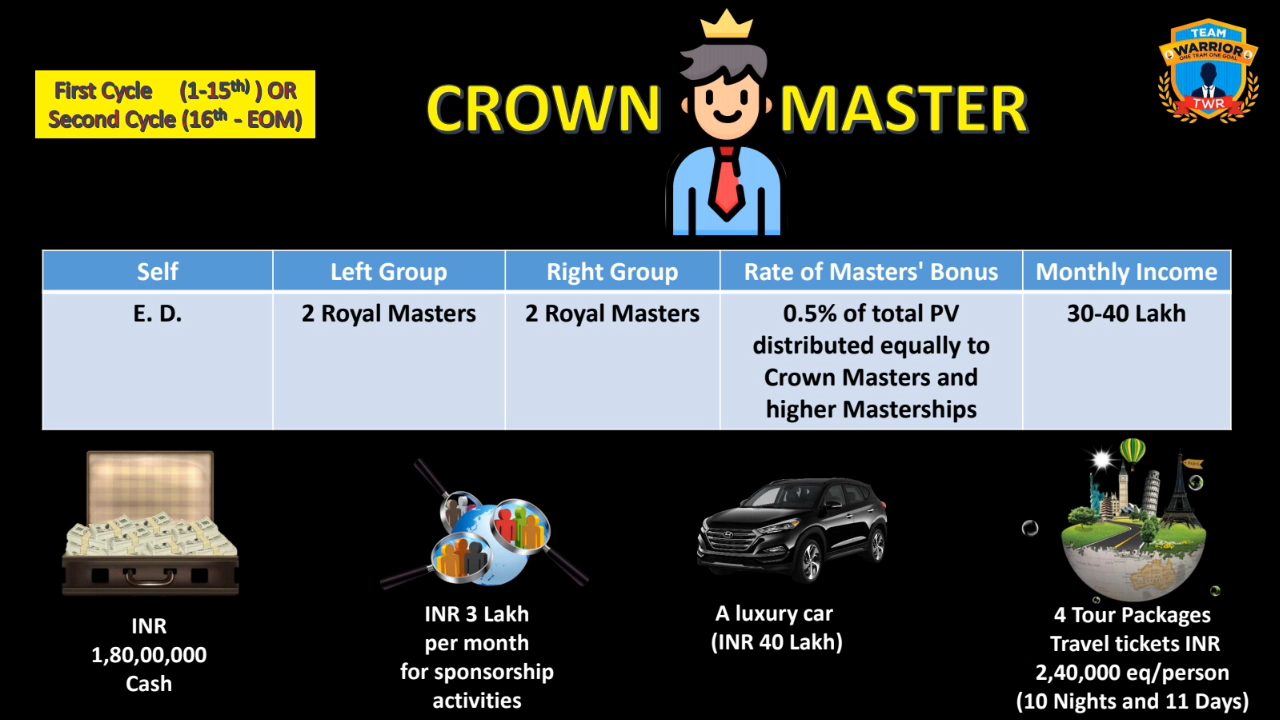 First Cycle (1-15th) ) OR
Second Cycle (16th - EOM)
CROWN MASTER
TEAM
WARRIOR
ONE TEAM ONE GOAL
TWR
Self
Left Group
Right Group
Rate of Masters' Bonus
Monthly Income
E. D.
2 Royal Masters
2 Royal Masters
0.5% of total PV
distributed equally to
Crown Masters and
higher Masterships
30-40 Lakh
INR
1,80,00,000
Cash
INR 3 Lakh
per month
for sponsorship
activities
A luxury car
(INR 40 Lakh)
4 Tour Packages
Travel tickets INR
2,40,000 eq/person
(10 Nights and 11 Days)